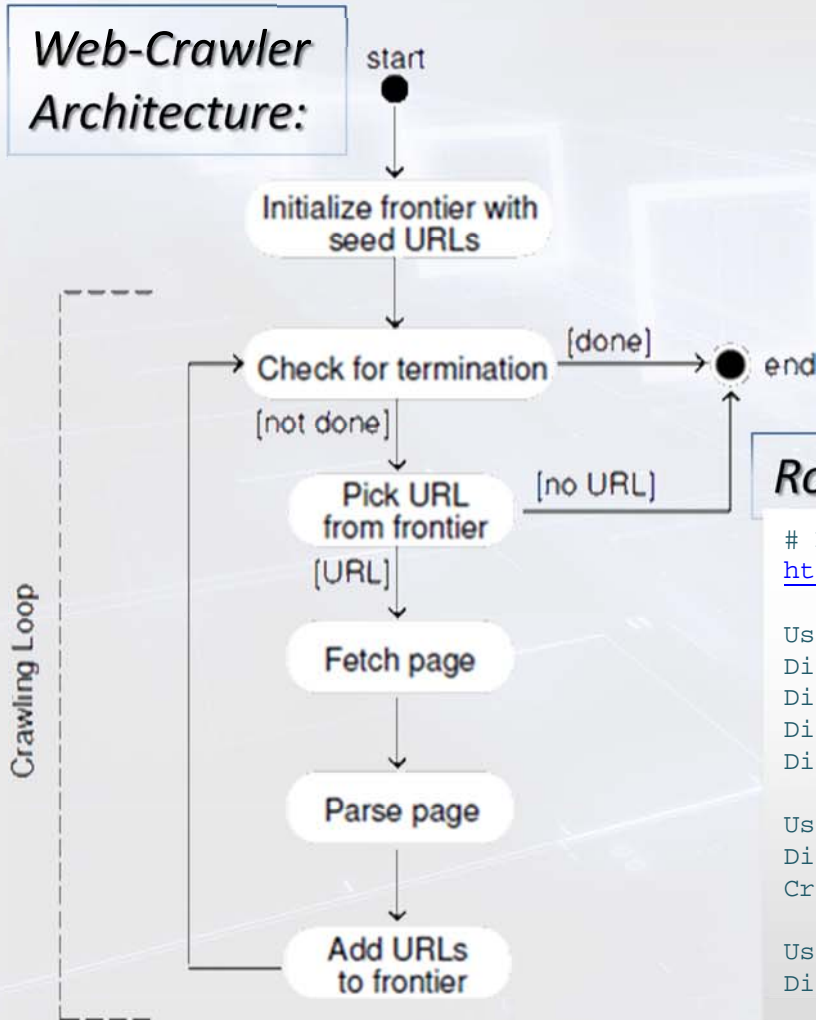 Web-Crawler
Architecture:
start
Initialize frontier with
seed URLs
Check for termination
[done]
end
[not done]
Pick URL
from frontier
[no URL]
[URL]
Fetch page
Parse page
Add URLs
to frontier
Crawling Loop
Ro
#
ht
Us
Di
Di
Di
Di
Us
Di
Cr
Us
Di